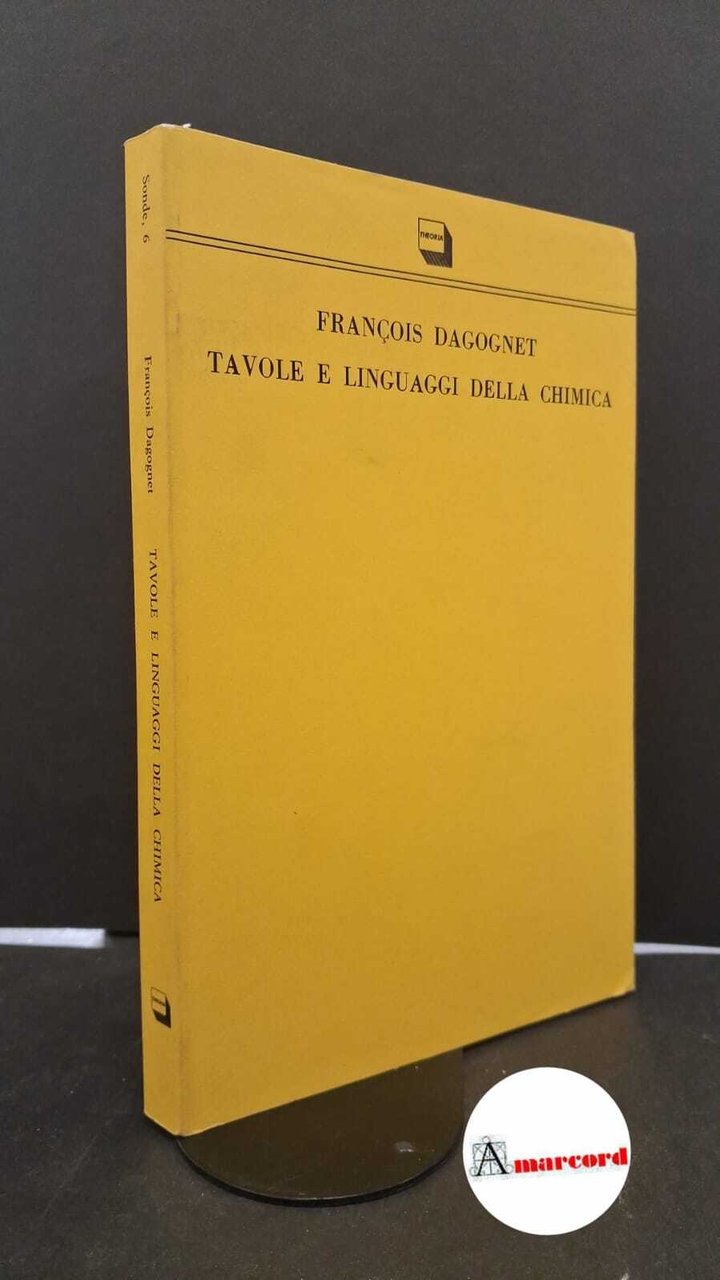 Sonde, 6
François Dagognet
TAVOLE E LINGUAGGI DELLA CHIMICA
THEORIA
FRANÇOIS DAGOGNET
TAVOLE E LINGUAGGI DELLA CHIMICA
Amarcord